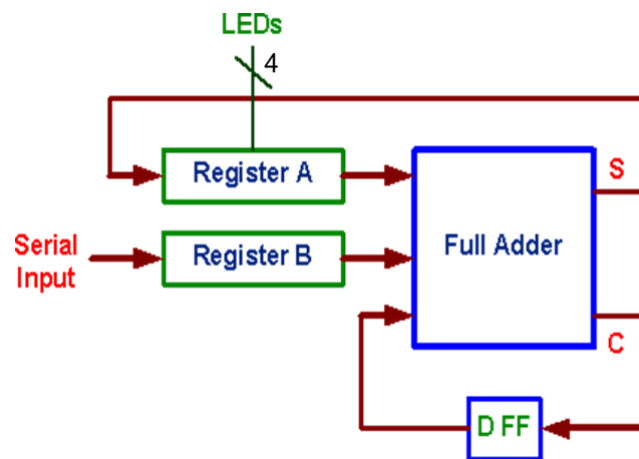 LEDs
4
Register A
S
Serial
Input
Register B
Full Adder
C
D FF